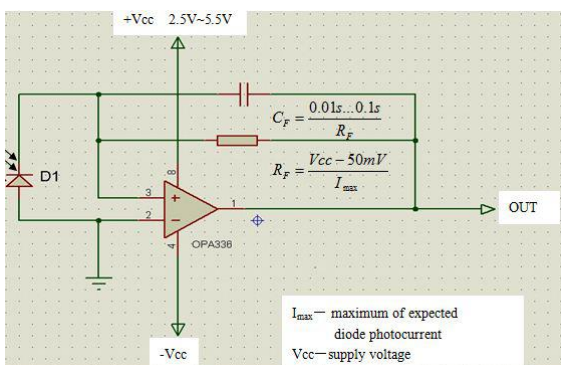 +Vcc 2.5V~5.5V
C_F = 0.01s...0.1s / R_F
R_F = Vcc − 50mV / I_max
D1
8
3
+
2
−
1
4
OPA336
OUT
-Vcc
I_max— maximum of expected
diode photocurrent
Vcc—supply voltage